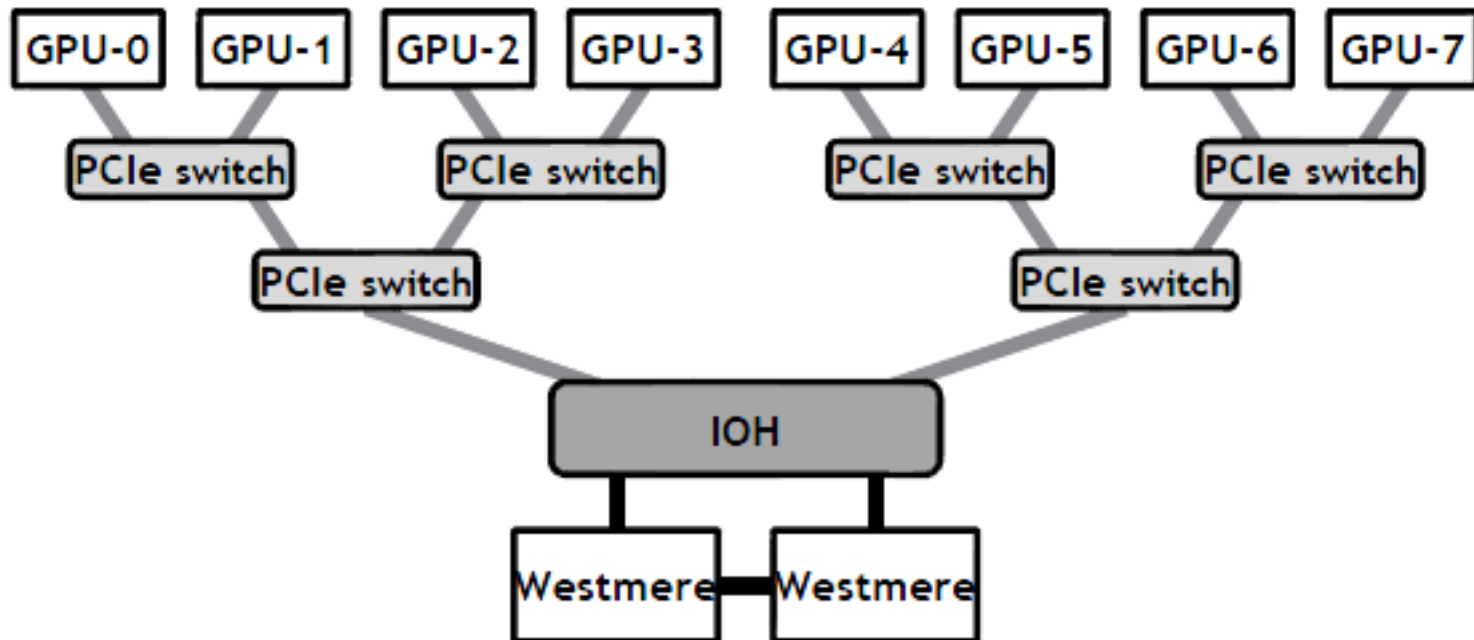 GPU-0
GPU-1
GPU-2
GPU-3
GPU-4
GPU-5
GPU-6
GPU-7
PCIe switch
PCIe switch
PCIe switch
PCIe switch
PCIe switch
PCIe switch
IOH
Westmere
Westmere